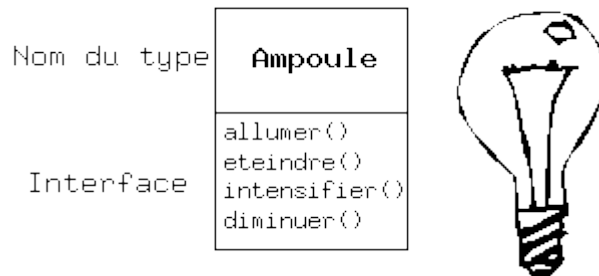 Nom du type
Ampoule
Interface
allumer()
eteindre()
intensifier()
diminuer()